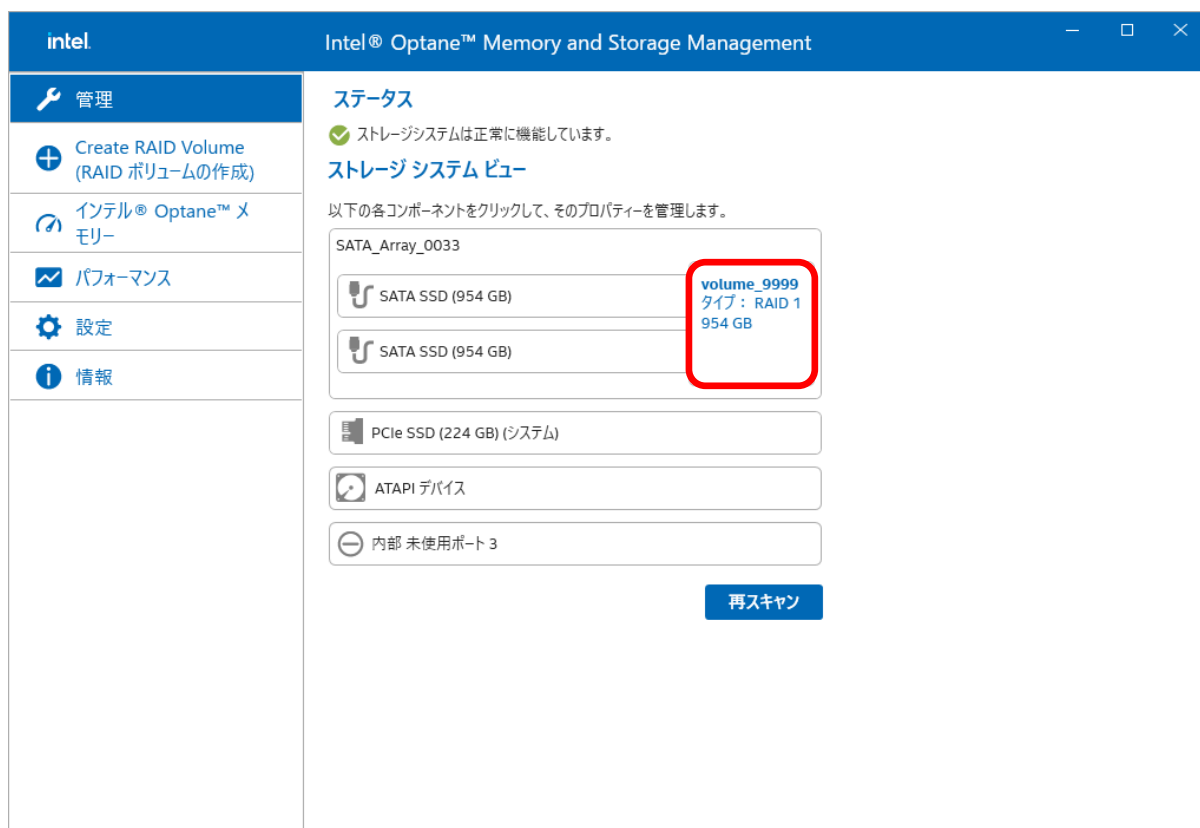 intel.
Intel® Optane™ Memory and Storage Management
管理
Create RAID Volume
(RAID ボリュームの作成)
インテル® Optane™ メ
モリー
パフォーマンス
設定
情報
ステータス
ストレージシステムは正常に機能しています。
ストレージ システム ビュー
以下の各コンポーネントをクリックして、そのプロパティーを管理します。
SATA_Array_0033
SATA SSD (954 GB)
SATA SSD (954 GB)
volume_9999
タイプ： RAID 1
954 GB
PCIe SSD (224 GB) (システム)
ATAPI デバイス
内部 未使用ポート 3
再スキャン